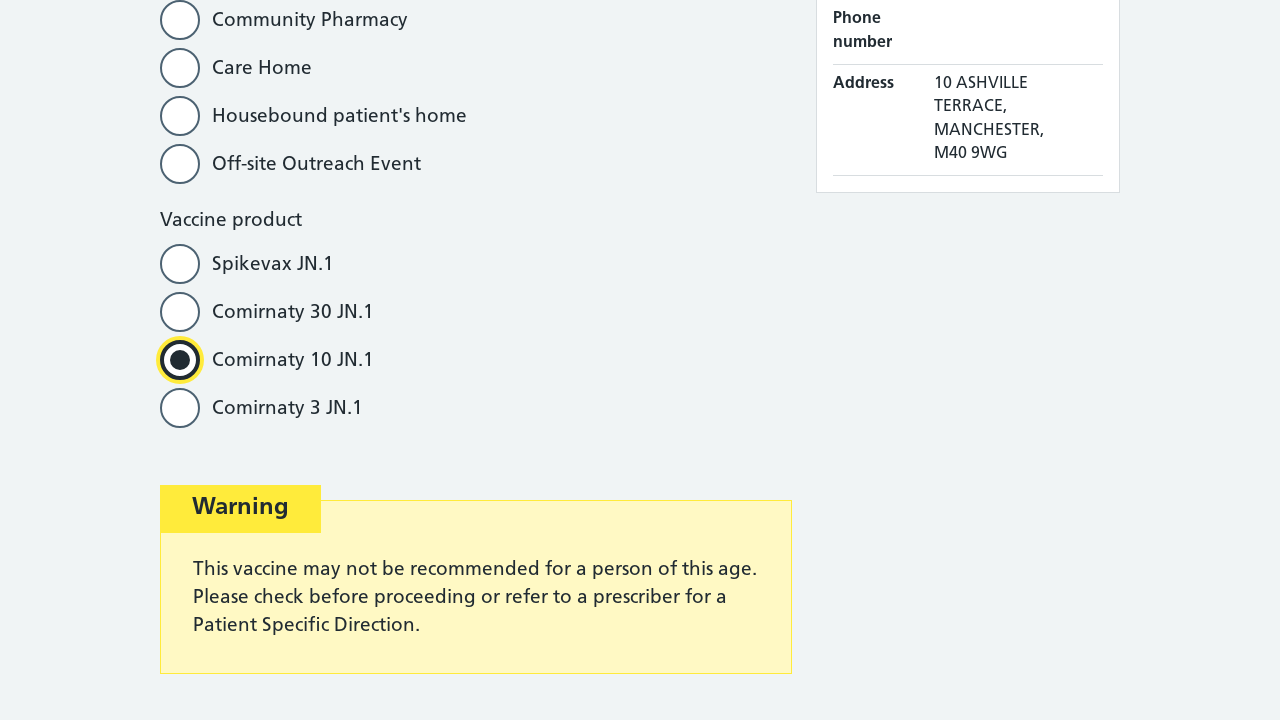 Community Pharmacy
Care Home
Housebound patient's home
Off-site Outreach Event
Vaccine product
Spikevax JN.1
Comirnaty 30 JN.1
Comirnaty 10 JN.1
Comirnaty 3 JN.1
Warning
This vaccine may not be recommended for a person of this age.
Please check before proceeding or refer to a prescriber for a
Patient Specific Direction.
Phone
number
Address
10 ASHVILLE
TERRACE,
MANCHESTER,
M40 9WG